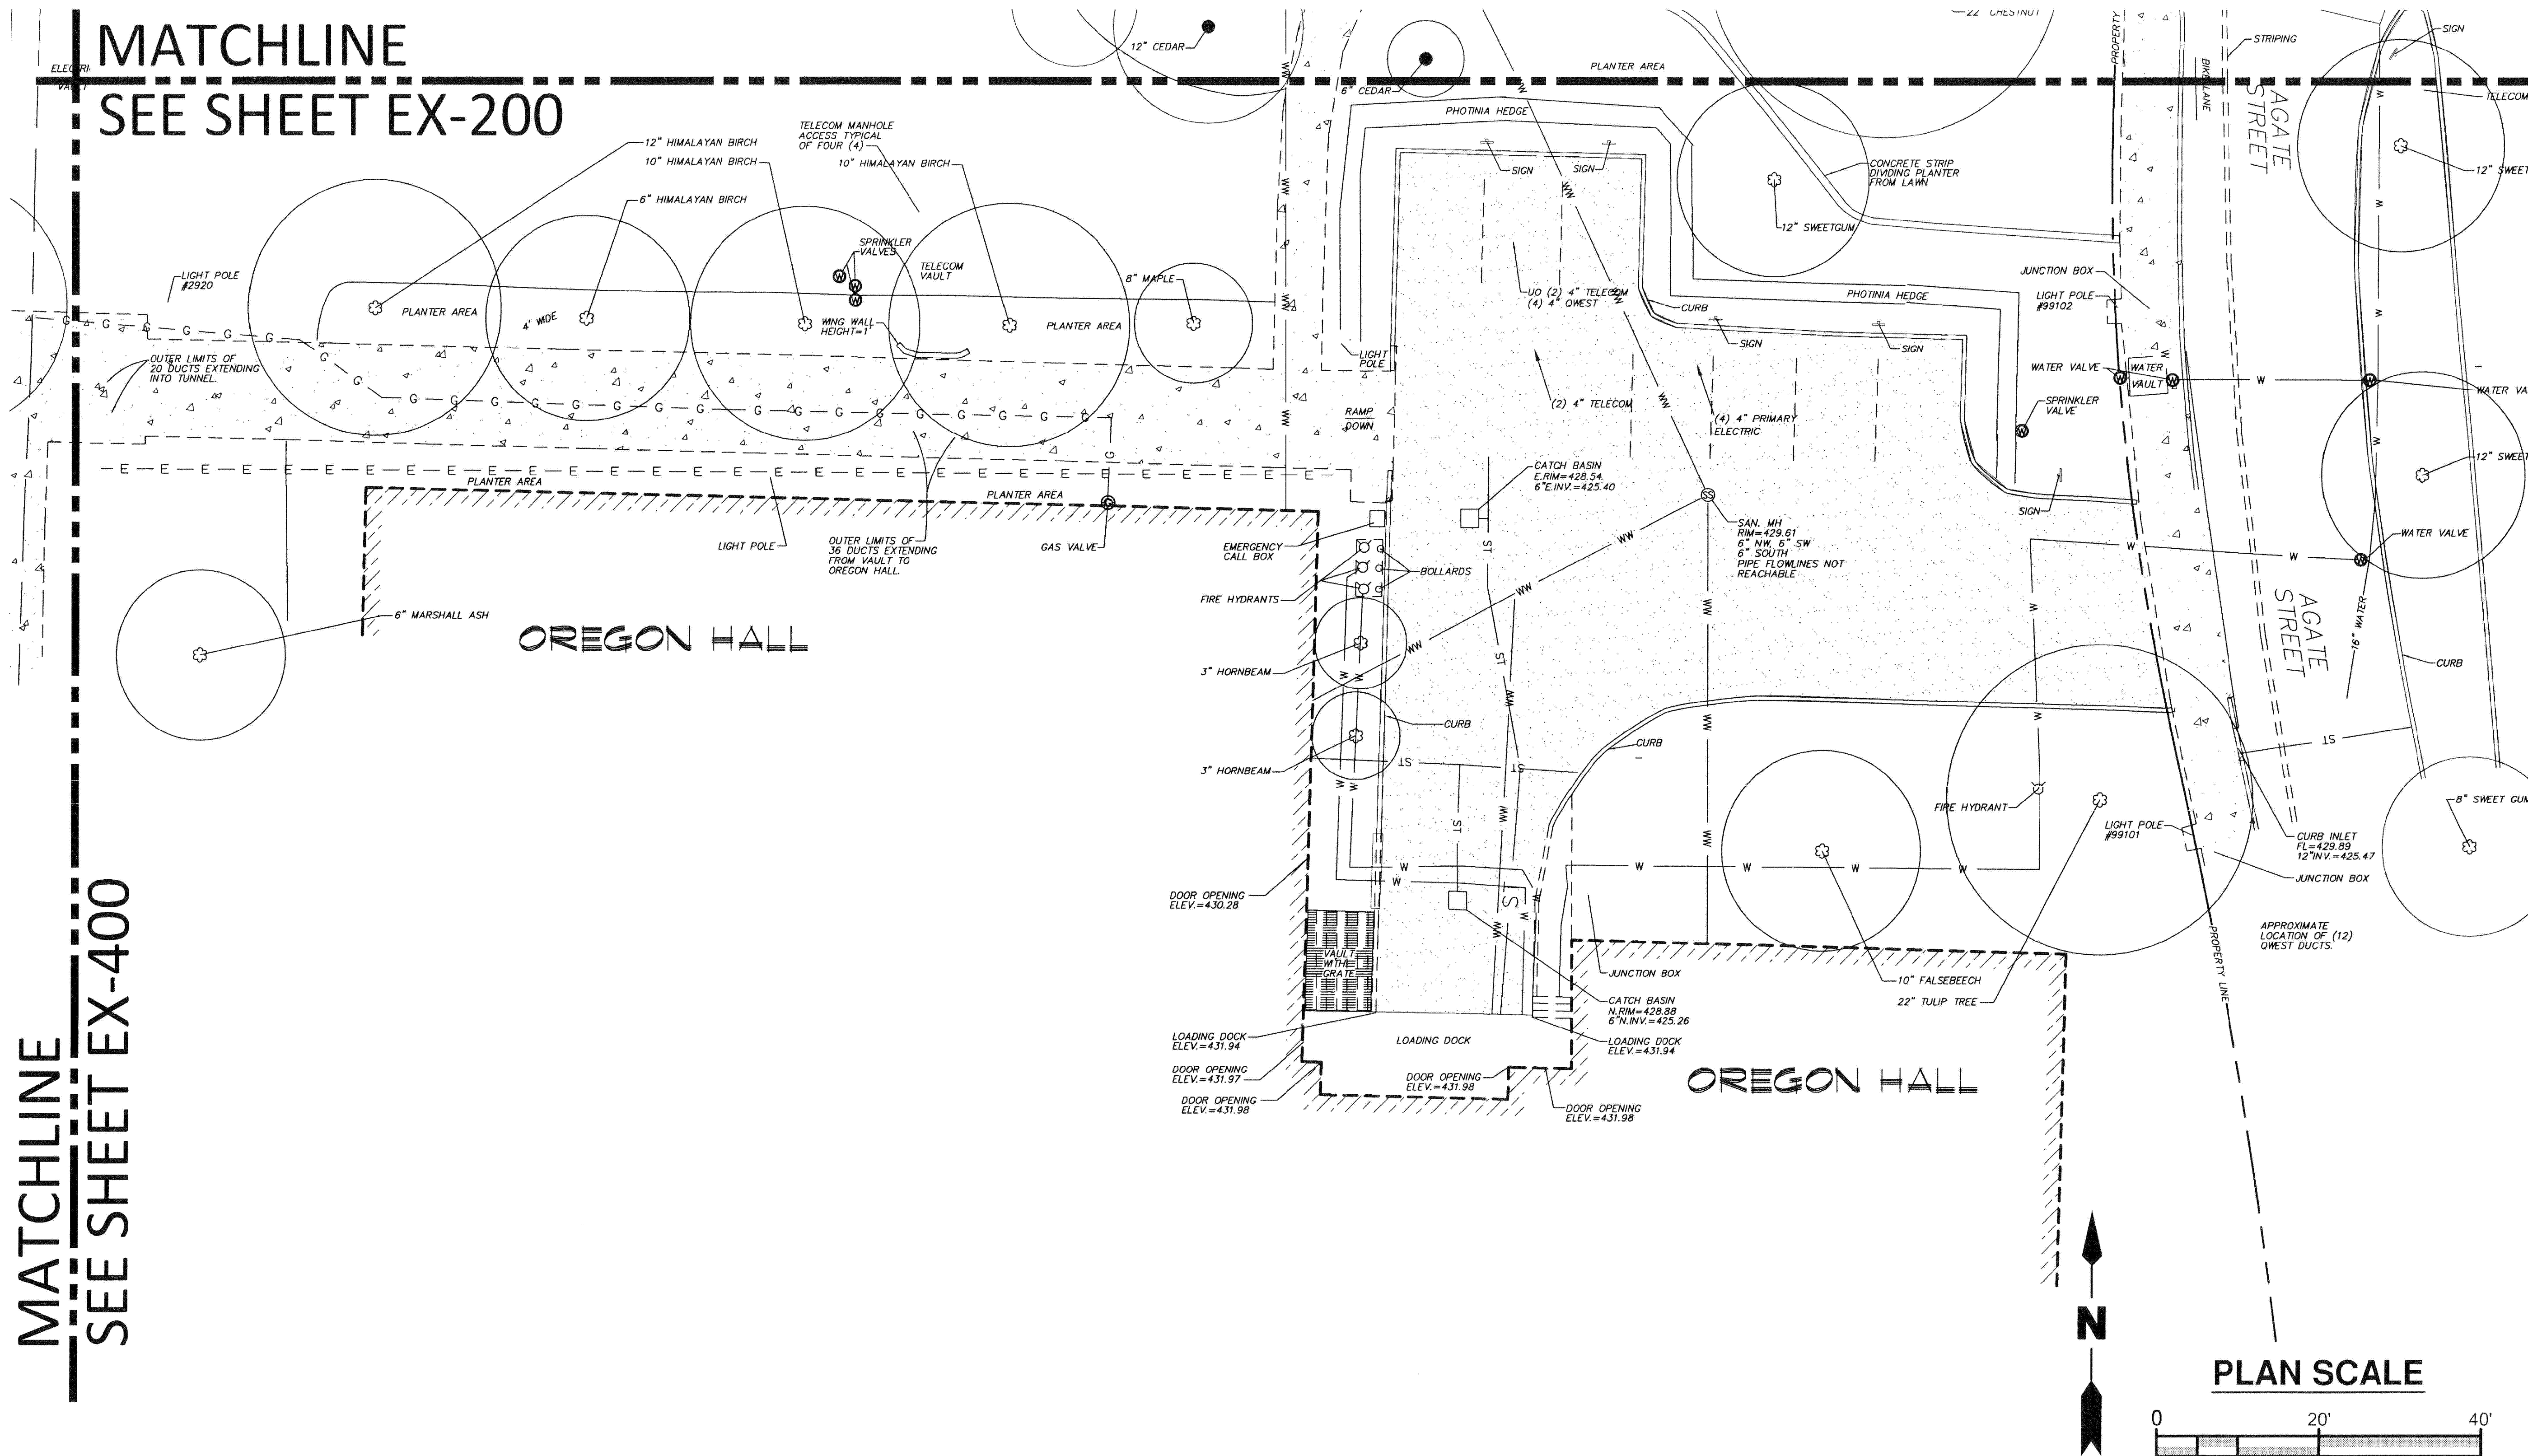 MATCHLINE
SEE SHEET EX-200
12" CEDAR
6" CEDAR
PLANTER AREA
22" CHESTNUT
PROPERTY
BIKE LANE
STRIPING
SIGN
AGATE
STREET
TELECOM
12" HIMALAYAN BIRCH
10" HIMALAYAN BIRCH
6" HIMALAYAN BIRCH
TELECOM MANHOLE
ACCESS TYPICAL
OF FOUR (4)
10" HIMALAYAN BIRCH
PHOTINIA HEDGE
SIGN
SIGN
CONCRETE STRIP
DIVIDING PLANTER
FROM LAWN
12" SWEETGUM
12" SWEET
LIGHT POLE
#2920
SPRINKLER
VALVES
TELECOM
VAULT
8" MAPLE
PLANTER AREA
4' WIDE
WING WALL
HEIGHT=1'
PLANTER AREA
UO (2) 4" TELECOM
(4) 4" QWEST
CURB
PHOTINIA HEDGE
JUNCTION BOX
LIGHT POLE
#99102
SIGN
SIGN
OUTER LIMITS OF
20 DUCTS EXTENDING
INTO TUNNEL.
LIGHT
POLE
WATER VALVE
WATER
VAULT
WATER VA
(2) 4" TELECOM
RAMP
DOWN
(4) 4" PRIMARY
ELECTRIC
SPRINKLER
VALVE
PLANTER AREA
PLANTER AREA
CATCH BASIN
E.RIM=428.54
6"E.INV.=425.40
12" SWEET
SIGN
LIGHT POLE
OUTER LIMITS OF
36 DUCTS EXTENDING
FROM VAULT TO
OREGON HALL.
GAS VALVE
EMERGENCY
CALL BOX
SAN. MH
RIM=429.61
6" NW, 6" SW
6" SOUTH
PIPE FLOWLINES NOT
REACHABLE
WATER VALVE
BOLLARDS
FIRE HYDRANTS
6" MARSHALL ASH
OREGON HALL
3" HORNBEAM
AGATE
STREET
16" WATER
CURB
CURB
CURB
3" HORNBEAM
FIRE HYDRANT
LIGHT POLE
#99101
8" SWEET GUM
CURB INLET
FL=429.89
12"INV.=425.47
JUNCTION BOX
DOOR OPENING
ELEV.=430.28
APPROXIMATE
LOCATION OF (12)
QWEST DUCTS.
PROPERTY LINE
VAULT
WITH
GRATE
JUNCTION BOX
10" FALSEBEECH
22" TULIP TREE
CATCH BASIN
N.RIM=428.88
6"N.INV.=425.26
LOADING DOCK
ELEV.=431.94
LOADING DOCK
LOADING DOCK
ELEV.=431.94
DOOR OPENING
ELEV.=431.97
DOOR OPENING
ELEV.=431.98
DOOR OPENING
ELEV.=431.98
DOOR OPENING
ELEV.=431.98
OREGON HALL
MATCHLINE
SEE SHEET EX-400
N
PLAN SCALE
0 20' 40'